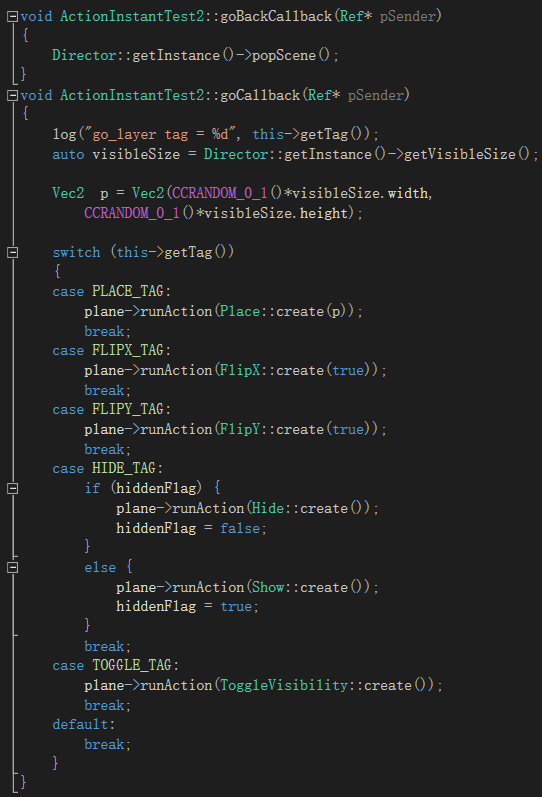 void ActionInstantTest2::goBackCallback(Ref* pSender)
{
    Director::getInstance()->popScene();
}
void ActionInstantTest2::goCallback(Ref* pSender)
{
    log("go_layer tag = %d", this->getTag());
    auto visibleSize = Director::getInstance()->getVisibleSize();

    Vec2  p = Vec2(CCRANDOM_0_1()*visibleSize.width,
        CCRANDOM_0_1()*visibleSize.height);

    switch (this->getTag())
    {
    case PLACE_TAG:
        plane->runAction(Place::create(p));
        break;
    case FLIPX_TAG:
        plane->runAction(FlipX::create(true));
        break;
    case FLIPY_TAG:
        plane->runAction(FlipY::create(true));
        break;
    case HIDE_TAG:
        if (hiddenFlag) {
            plane->runAction(Hide::create());
            hiddenFlag = false;
        }
        else {
            plane->runAction(Show::create());
            hiddenFlag = true;
        }
        break;
    case TOGGLE_TAG:
        plane->runAction(ToggleVisibility::create());
        break;
    default:
        break;
    }
}